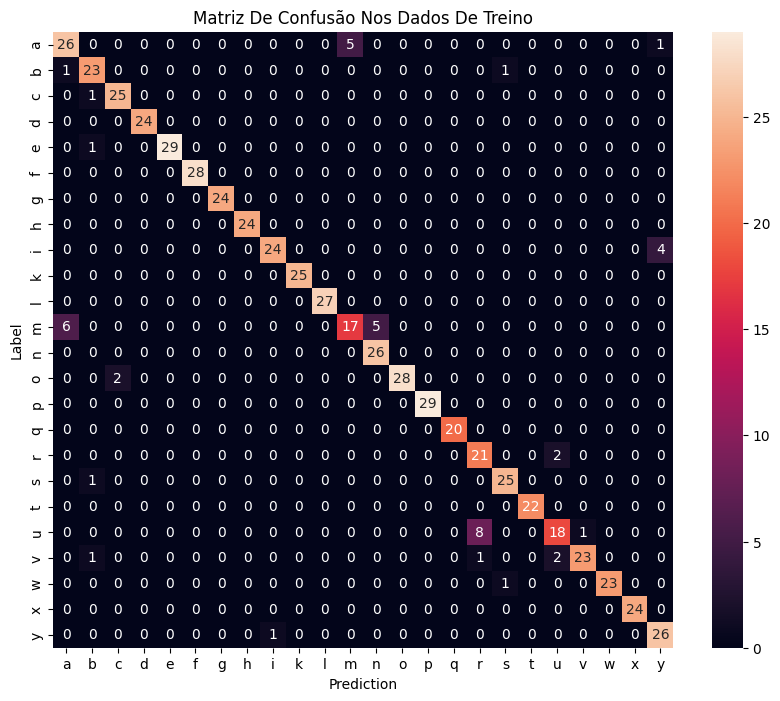 Matriz De Confusão Nos Dados De Treino
a 26 0 0 0 0 0 0 0 0 0 0 5 0 0 0 0 0 0 0 0 0 0 0 1
b 1 23 0 0 0 0 0 0 0 0 0 0 0 0 0 0 0 1 0 0 0 0 0 0
c 0 1 25 0 0 0 0 0 0 0 0 0 0 0 0 0 0 0 0 0 0 0 0 0
d 0 0 0 24 0 0 0 0 0 0 0 0 0 0 0 0 0 0 0 0 0 0 0 0
e 0 1 0 0 29 0 0 0 0 0 0 0 0 0 0 0 0 0 0 0 0 0 0 0
f 0 0 0 0 0 28 0 0 0 0 0 0 0 0 0 0 0 0 0 0 0 0 0 0
g 0 0 0 0 0 0 24 0 0 0 0 0 0 0 0 0 0 0 0 0 0 0 0 0
h 0 0 0 0 0 0 0 24 0 0 0 0 0 0 0 0 0 0 0 0 0 0 0 0
i 0 0 0 0 0 0 0 0 24 0 0 0 0 0 0 0 0 0 0 0 0 0 0 4
k 0 0 0 0 0 0 0 0 0 25 0 0 0 0 0 0 0 0 0 0 0 0 0 0
l 0 0 0 0 0 0 0 0 0 0 27 0 0 0 0 0 0 0 0 0 0 0 0 0
m 6 0 0 0 0 0 0 0 0 0 0 17 5 0 0 0 0 0 0 0 0 0 0 0
n 0 0 0 0 0 0 0 0 0 0 0 0 26 0 0 0 0 0 0 0 0 0 0 0
o 0 0 2 0 0 0 0 0 0 0 0 0 0 28 0 0 0 0 0 0 0 0 0 0
p 0 0 0 0 0 0 0 0 0 0 0 0 0 0 29 0 0 0 0 0 0 0 0 0
q 0 0 0 0 0 0 0 0 0 0 0 0 0 0 0 20 0 0 0 0 0 0 0 0
r 0 0 0 0 0 0 0 0 0 0 0 0 0 0 0 0 21 0 0 2 0 0 0 0
s 0 1 0 0 0 0 0 0 0 0 0 0 0 0 0 0 0 25 0 0 0 0 0 0
t 0 0 0 0 0 0 0 0 0 0 0 0 0 0 0 0 0 0 22 0 0 0 0 0
u 0 0 0 0 0 0 0 0 0 0 0 0 0 0 0 0 8 0 0 18 1 0 0 0
v 0 1 0 0 0 0 0 0 0 0 0 0 0 0 0 0 1 0 0 2 23 0 0 0
w 0 0 0 0 0 0 0 0 0 0 0 0 0 0 0 0 0 1 0 0 0 23 0 0
x 0 0 0 0 0 0 0 0 0 0 0 0 0 0 0 0 0 0 0 0 0 0 24 0
y 0 0 0 0 0 0 0 0 1 0 0 0 0 0 0 0 0 0 0 0 0 0 0 26
a b c d e f g h i k l m n o p q r s t u v w x y
Label
Prediction
25
20
15
10
5
0